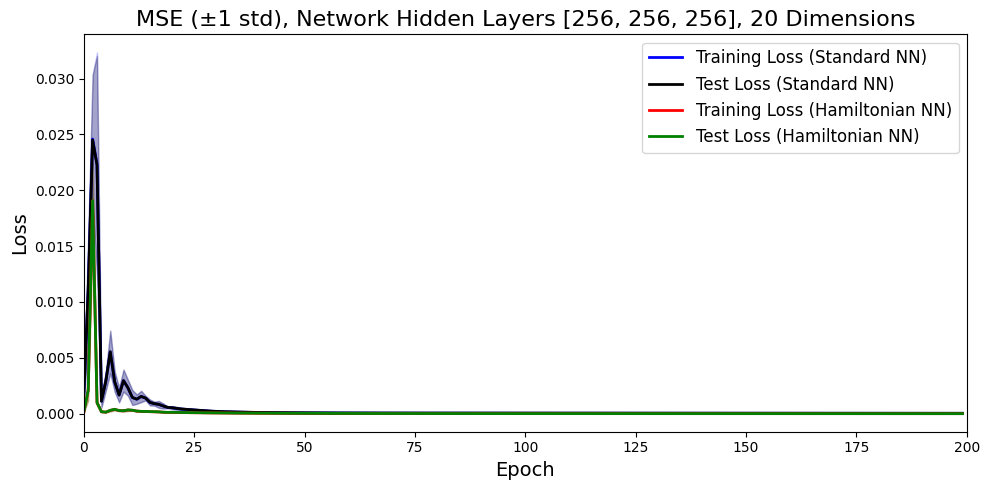 MSE (±1 std), Network Hidden Layers [256, 256, 256], 20 Dimensions
Training Loss (Standard NN)
Test Loss (Standard NN)
Training Loss (Hamiltonian NN)
Test Loss (Hamiltonian NN)
Loss
0.030
0.025
0.020
0.015
0.010
0.005
0.000
0 25 50 75 100 125 150 175 200
Epoch